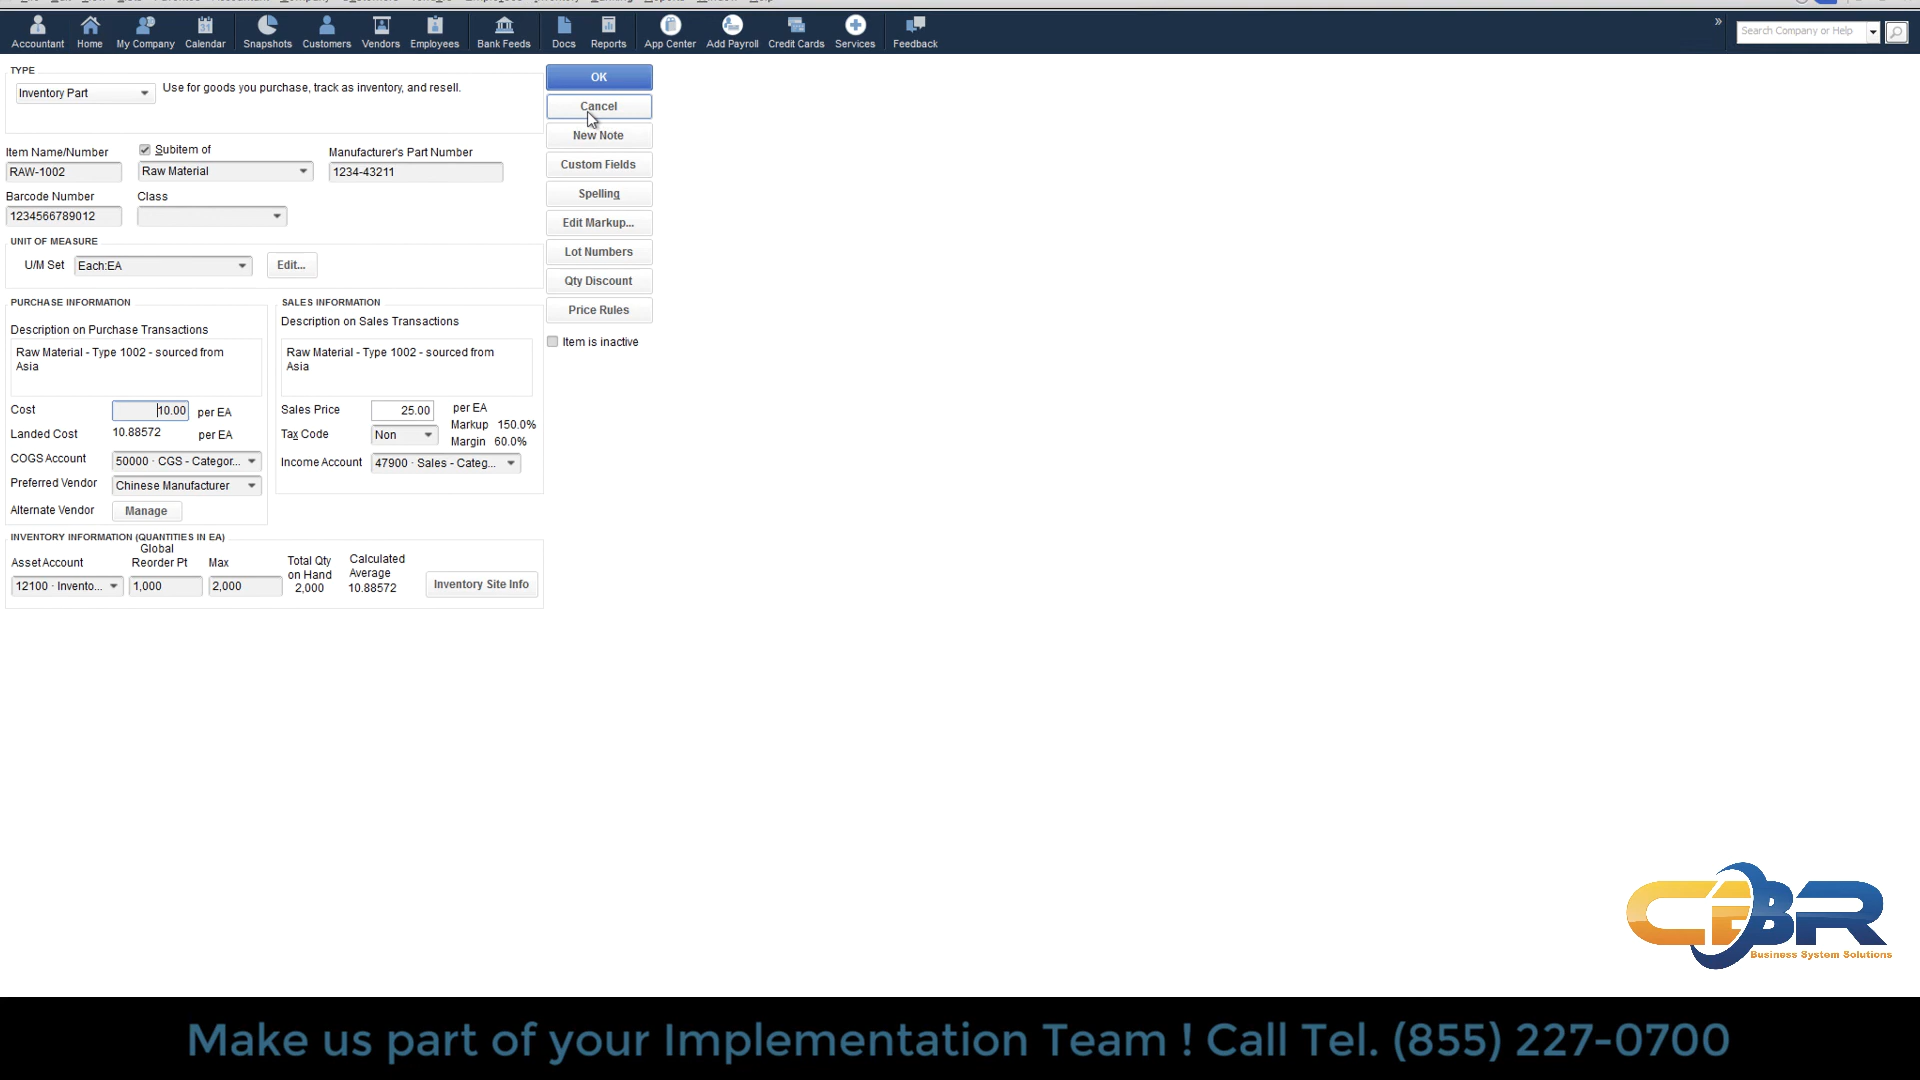 Accountant Home My Company Calendar Snapshots Customers Vendors Employees Bank Feeds Docs Reports App Center Add Payroll Credit Cards Services Feedback
31
»
Search Company or Help
TYPE
Inventory Part
Use for goods you purchase, track as inventory, and resell.
OK
Cancel
New Note
Custom Fields
Spelling
Edit Markup...
Lot Numbers
Qty Discount
Price Rules
Item is inactive
Item Name/Number
RAW-1002
Subitem of
Raw Material
Manufacturer's Part Number
1234-43211
Barcode Number
1234566789012
Class
UNIT OF MEASURE
U/M Set Each:EA Edit...
PURCHASE INFORMATION
Description on Purchase Transactions
Raw Material - Type 1002 - sourced from
Asia
Cost 10.00 per EA
Landed Cost 10.88572 per EA
COGS Account 50000 · CGS - Categor...
Preferred Vendor Chinese Manufacturer
Alternate Vendor Manage
SALES INFORMATION
Description on Sales Transactions
Raw Material - Type 1002 - sourced from
Asia
Sales Price 25.00 per EA
Markup 150.0%
Tax Code Non
Margin 60.0%
Income Account 47900 · Sales - Categ...
INVENTORY INFORMATION (QUANTITIES IN EA)
Asset Account
12100 · Invento...
Global
Reorder Pt
1,000
Max
2,000
Total Qty
on Hand
2,000
Calculated
Average
10.88572
Inventory Site Info
CFBR
Business System Solutions
Make us part of your Implementation Team ! Call Tel. (855) 227-0700